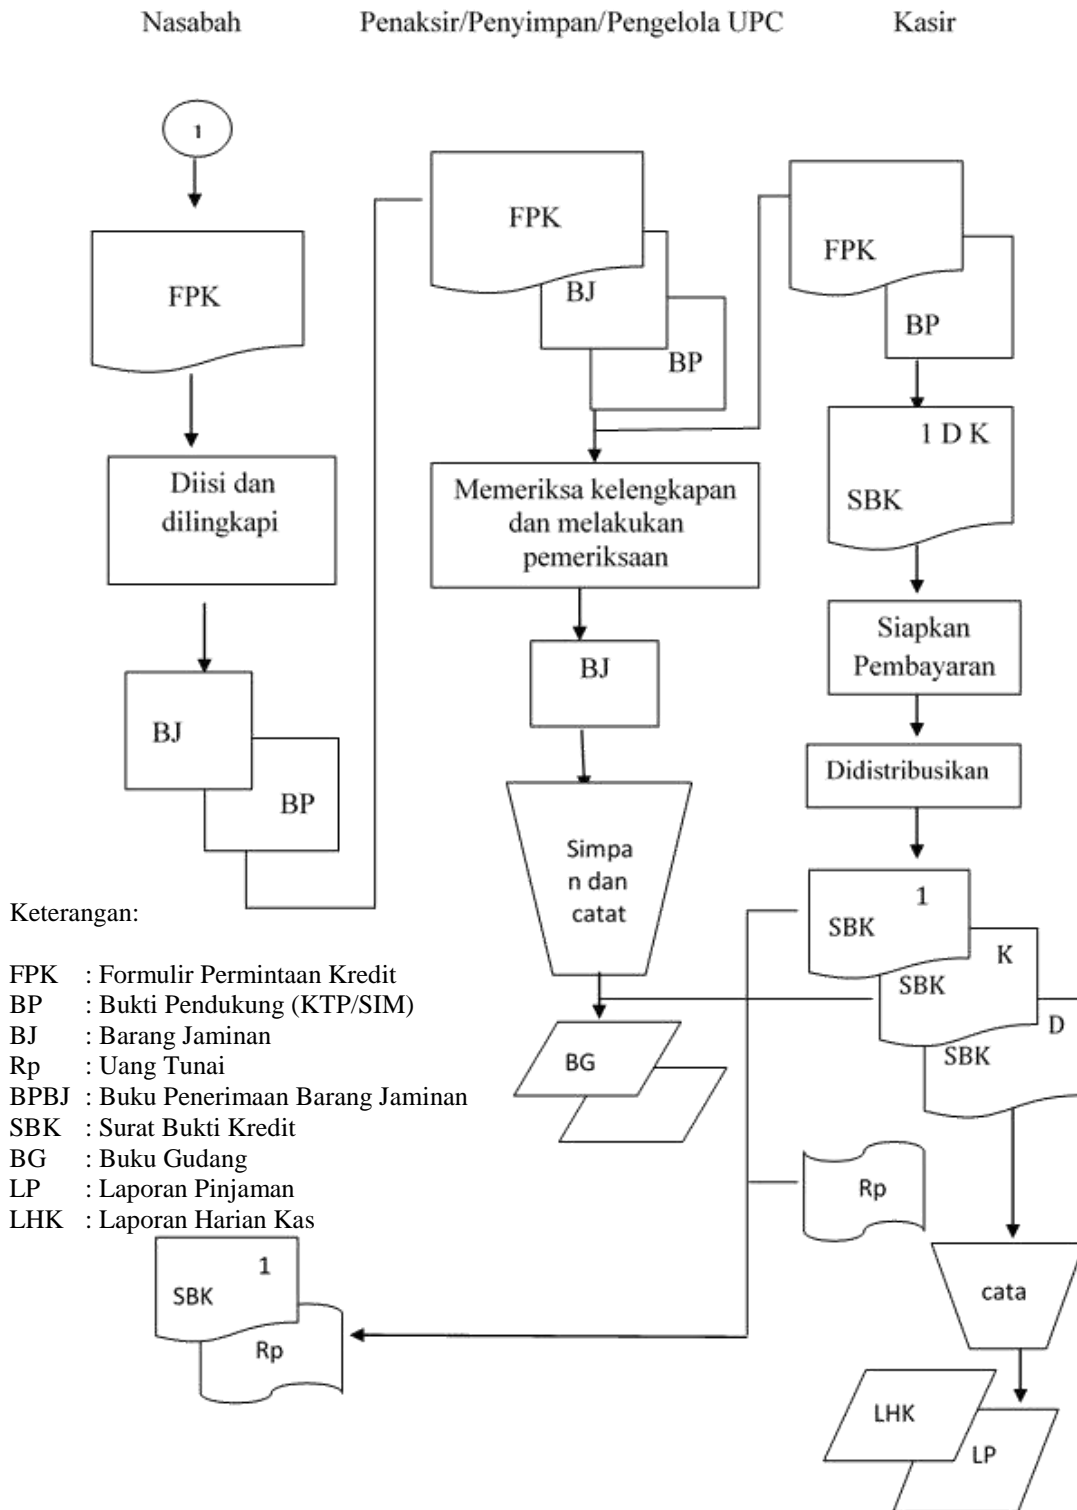 Nasabah
Penaksir/Penyimpan/Pengelola UPC
Kasir
1
FPK
Diisi dan
dilingkapi
BJ
BP
FPK
BJ
BP
Memeriksa kelengkapan
dan melakukan
pemeriksaan
BJ
Simpa
n dan
catat
BG
FPK
BP
1 D K
SBK
Siapkan
Pembayaran
Didistribusikan
1
SBK
K
SBK
D
SBK
Rp
cata
LHK
LP
Keterangan:
FPK : Formulir Permintaan Kredit
BP : Bukti Pendukung (KTP/SIM)
BJ : Barang Jaminan
Rp : Uang Tunai
BPBJ : Buku Penerimaan Barang Jaminan
SBK : Surat Bukti Kredit
BG : Buku Gudang
LP : Laporan Pinjaman
LHK : Laporan Harian Kas
1
SBK
Rp